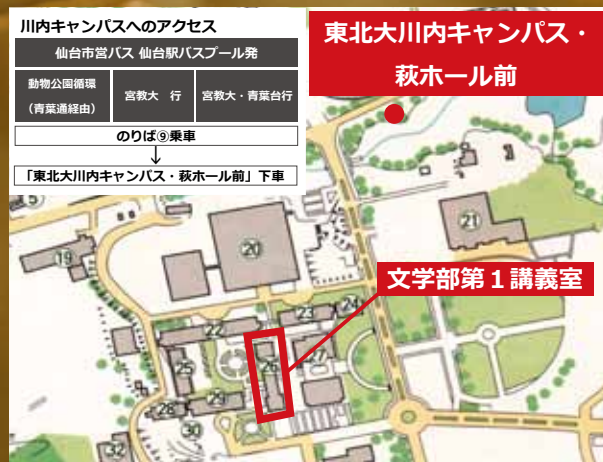 川内キャンパスへのアクセス
仙台市営バス 仙台駅バスプール発
動物公園循環
（青葉通経由）
宮教大　行
宮教大・青葉台行
のりば⑨乗車
↓
「東北大川内キャンパス・萩ホール前」下車
東北大川内キャンパス・
萩ホール前
文学部第１講義室
5
19
20
21
22
23
24
25
26
27
28
29
30
32